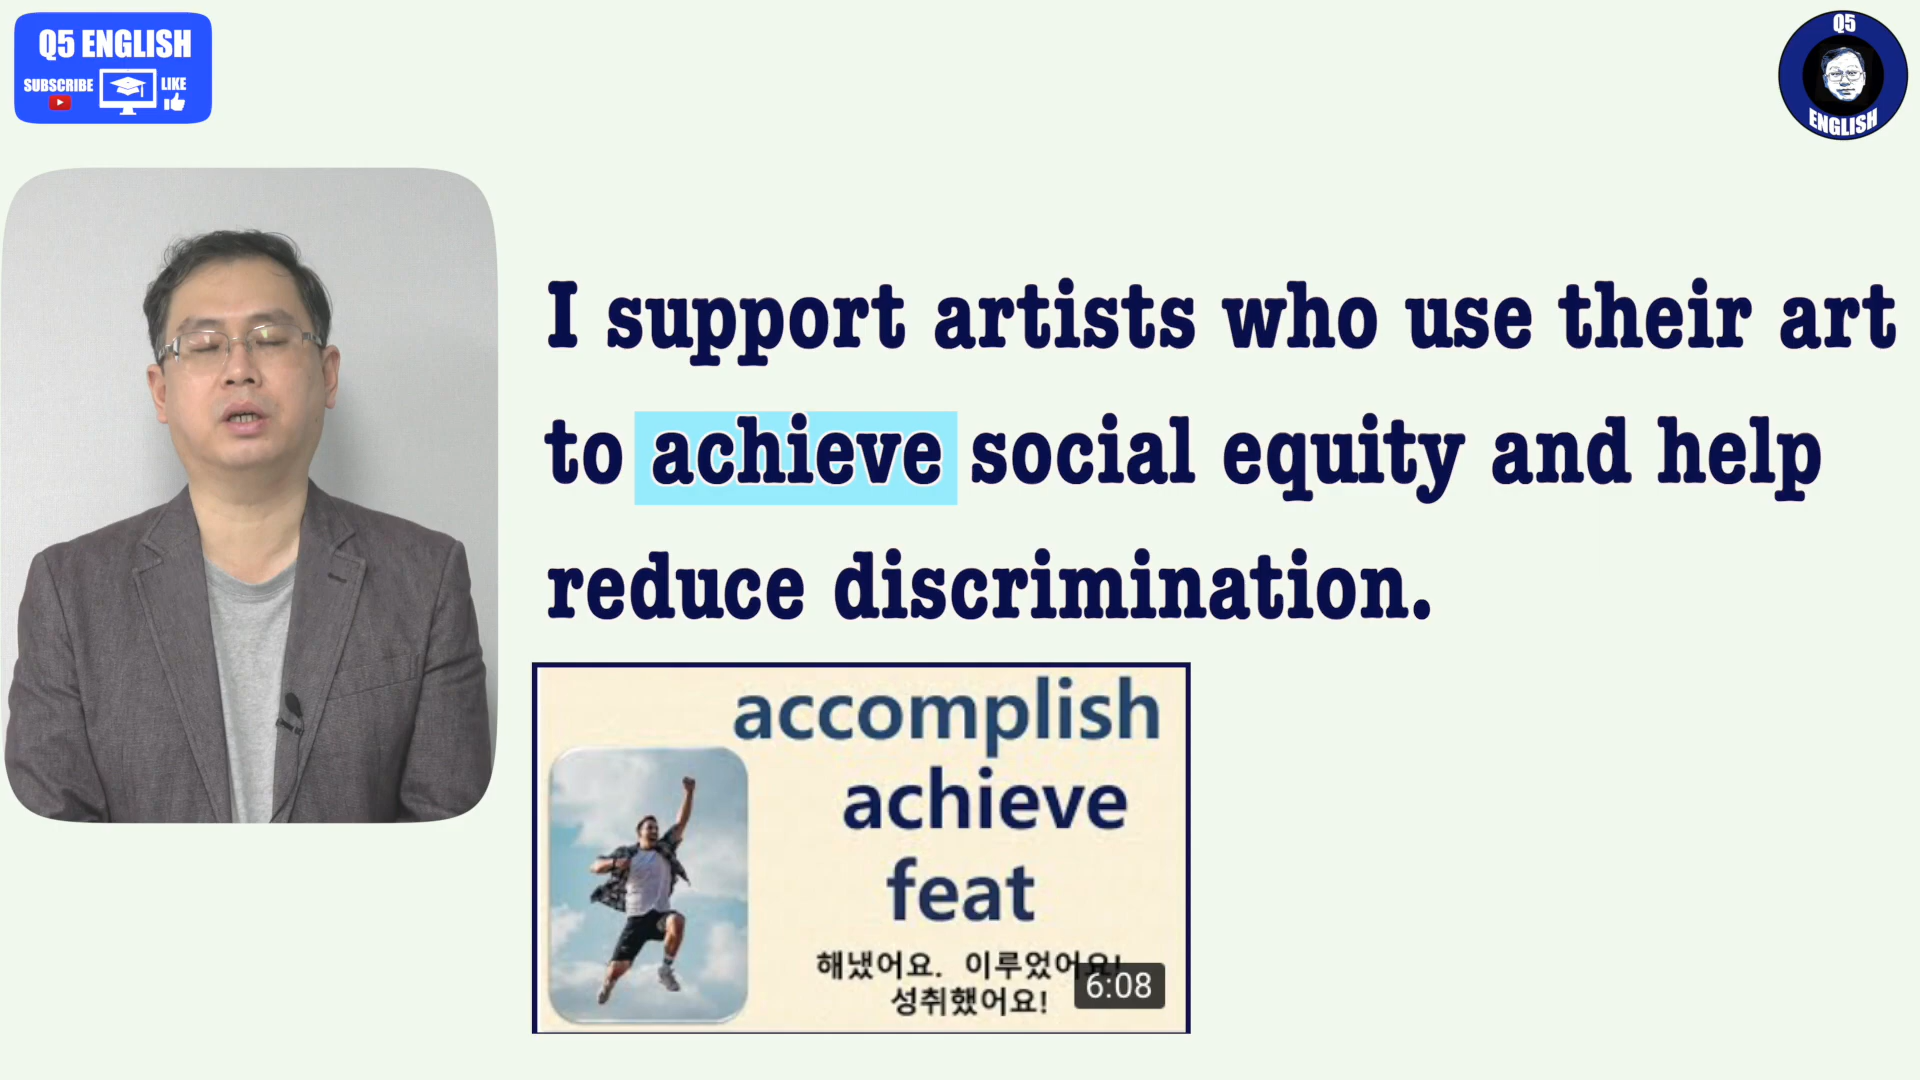 Q5 ENGLISH
SUBSCRIBE
LIKE
Q5
ENGLISH
I support artists who use their art
to achieve social equity and help
reduce discrimination.
accomplish
achieve
feat
해냈어요. 이루었어요!
성취했어요!
6:08